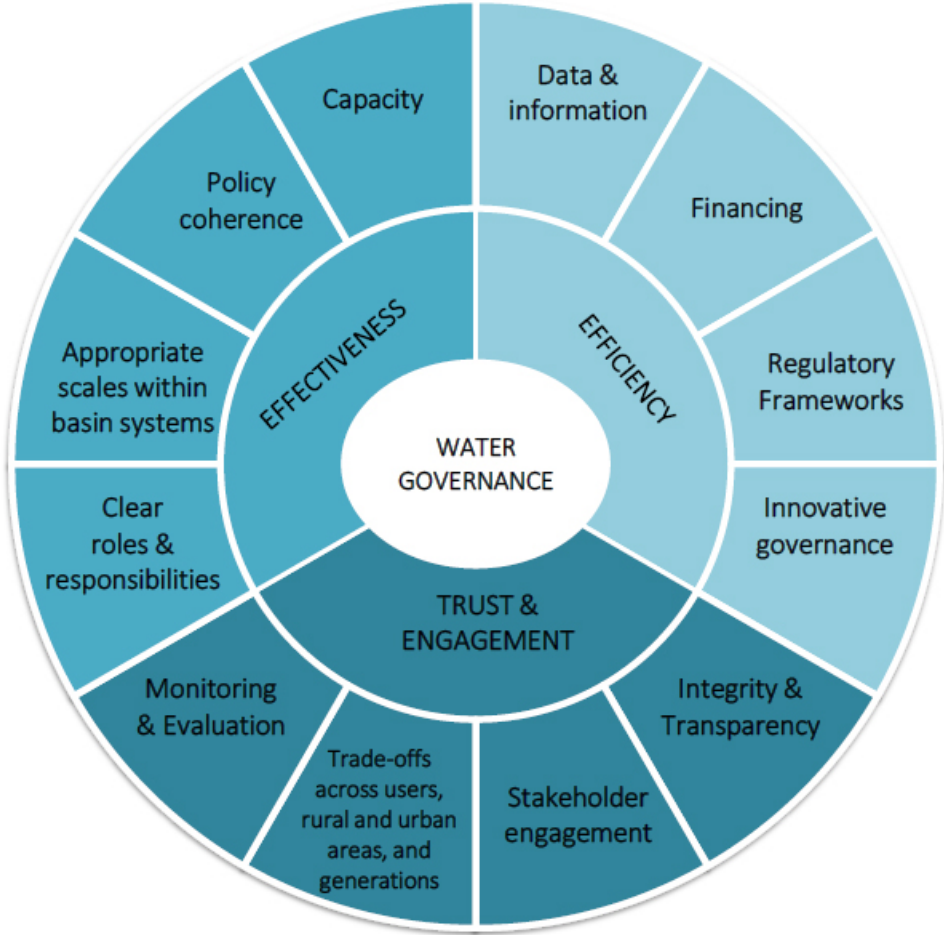 Capacity
Data &
information
Policy
coherence
Financing
Appropriate
scales within
basin systems
EFFECTIVENESS
EFFICIENCY
Regulatory
Frameworks
WATER
GOVERNANCE
Clear
roles &
responsibilities
Innovative
governance
TRUST &
ENGAGEMENT
Monitoring
& Evaluation
Integrity &
Transparency
Trade-offs
across users,
rural and urban
areas, and
generations
Stakeholder
engagement